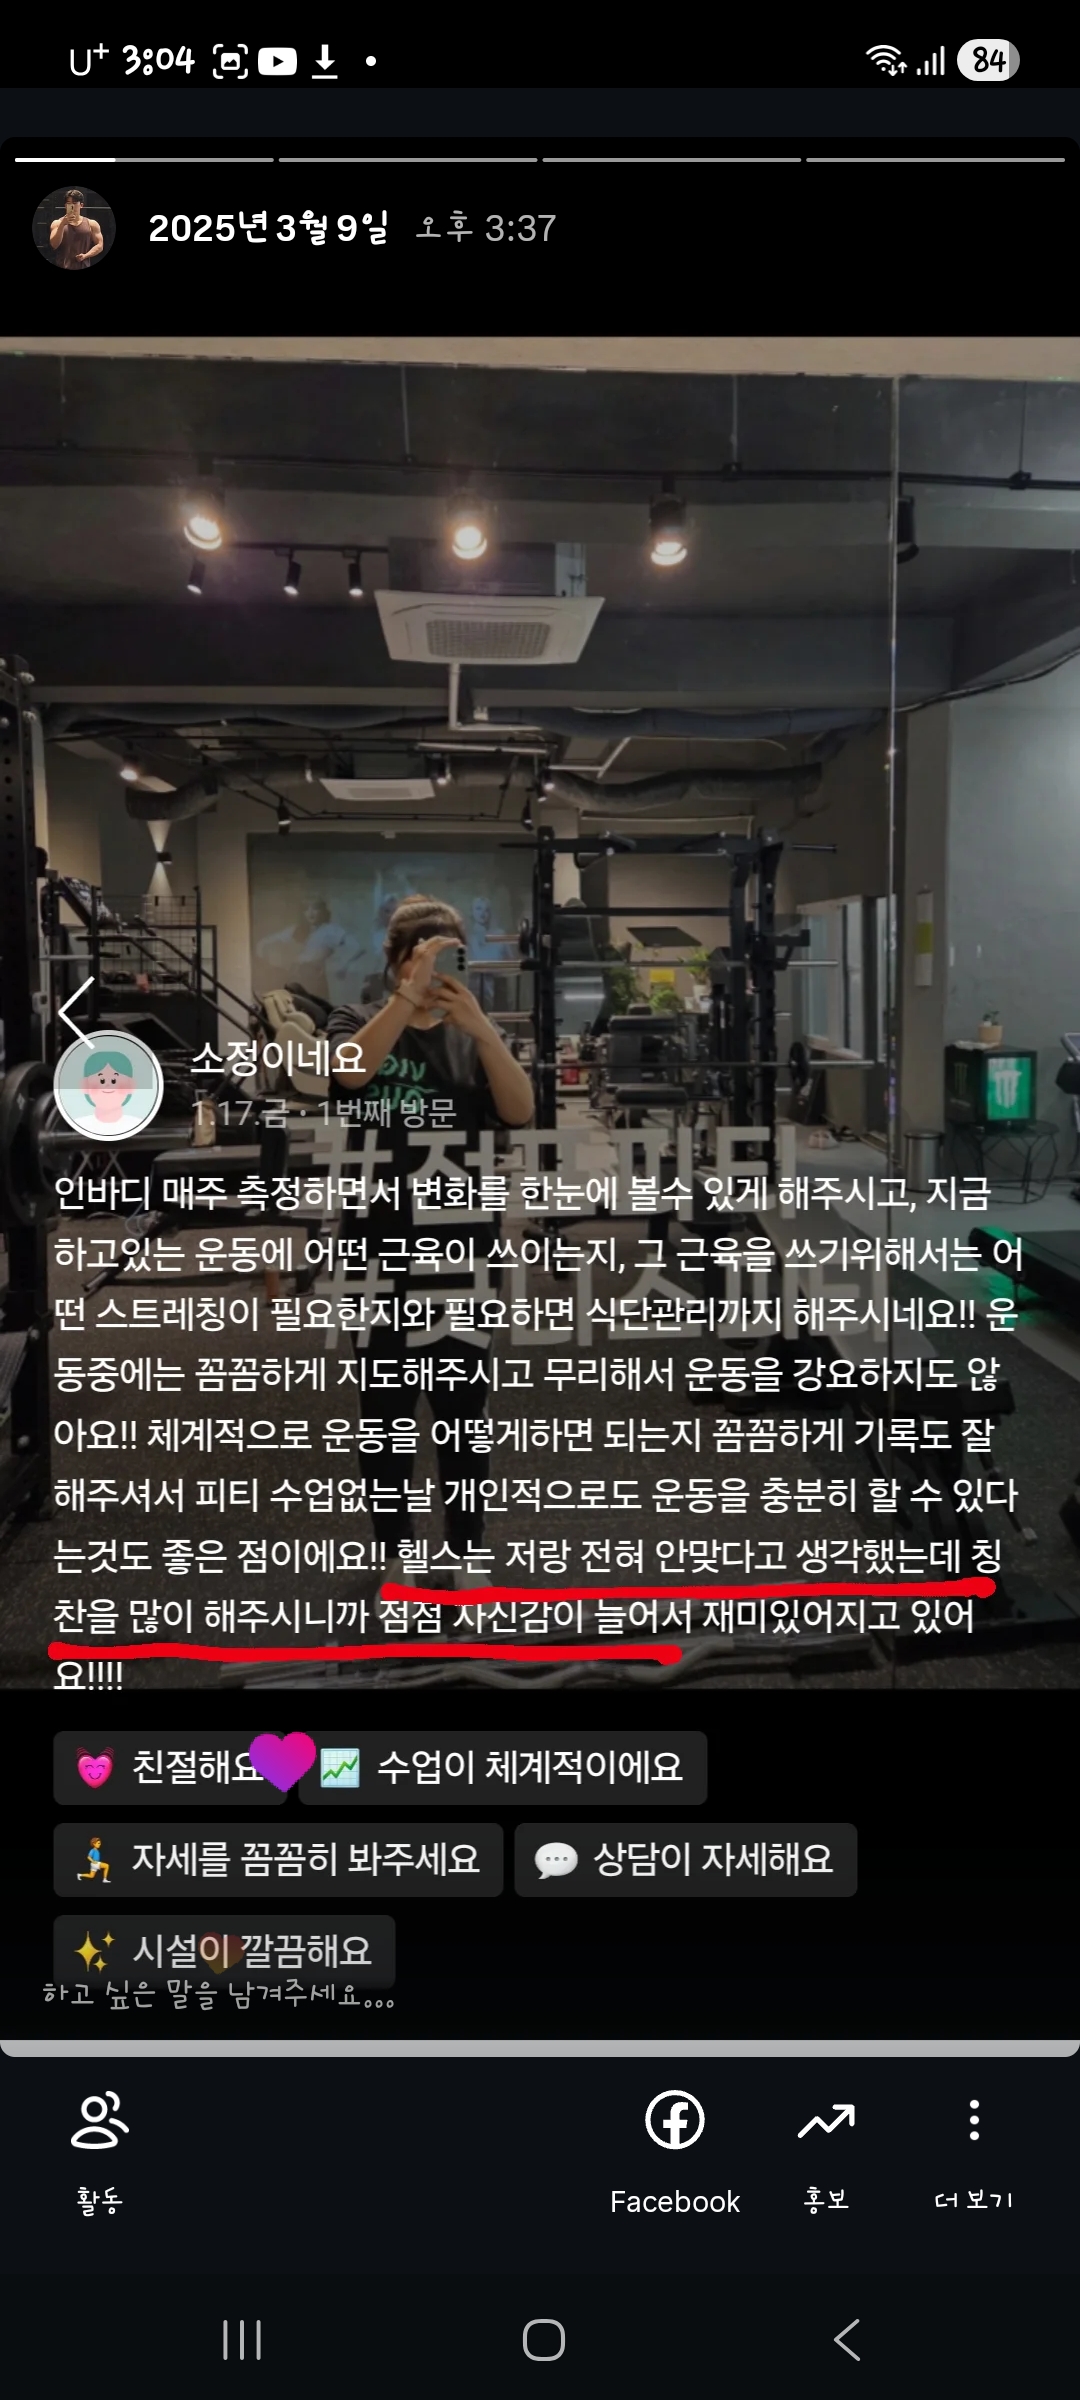 U+ 3:04 84
2025년 3월 9일 오후 3:37
소정이네요
1.17.금 · 1번째 방문
인바디 매주 측정하면서 변화를 한눈에 볼수 있게 해주시고, 지금
하고있는 운동에 어떤 근육이 쓰이는지, 그 근육을 쓰기위해서는 어
떤 스트레칭이 필요한지와 필요하면 식단관리까지 해주시네요!! 운
동중에는 꼼꼼하게 지도해주시고 무리해서 운동을 강요하지도 않
아요!! 체계적으로 운동을 어떻게하면 되는지 꼼꼼하게 기록도 잘
해주셔서 피티 수업없는날 개인적으로도 운동을 충분히 할 수 있다
는것도 좋은 점이에요!! 헬스는 저랑 전혀 안맞다고 생각했는데 칭
찬을 많이 해주시니까 점점 자신감이 늘어서 재미있어지고 있어
요!!!!
친절해요 수업이 체계적이에요
자세를 꼼꼼히 봐주세요 상담이 자세해요
시설이 깔끔해요
하고 싶은 말을 남겨주세요...
활동 Facebook 홍보 더 보기